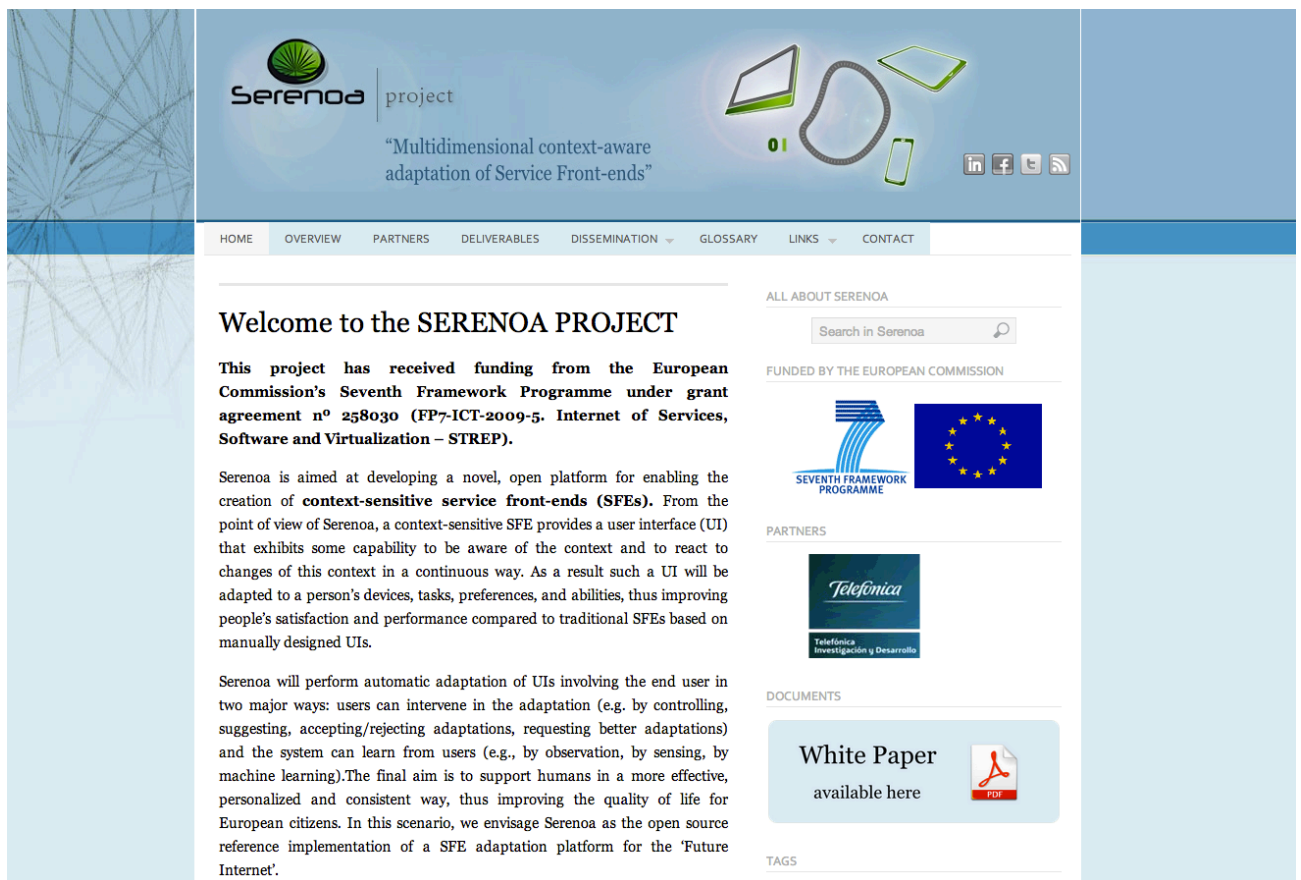 Serenoa
project
“Multidimensional context-aware
adaptation of Service Front-ends”
01
in f t
HOME OVERVIEW PARTNERS DELIVERABLES DISSEMINATION GLOSSARY LINKS CONTACT
Welcome to the SERENOA PROJECT
This project has received funding from the European
Commission’s Seventh Framework Programme under grant
agreement nº 258030 (FP7-ICT-2009-5. Internet of Services,
Software and Virtualization – STREP).
Serenoa is aimed at developing a novel, open platform for enabling the
creation of context-sensitive service front-ends (SFEs). From the
point of view of Serenoa, a context-sensitive SFE provides a user interface (UI)
that exhibits some capability to be aware of the context and to react to
changes of this context in a continuous way. As a result such a UI will be
adapted to a person’s devices, tasks, preferences, and abilities, thus improving
people’s satisfaction and performance compared to traditional SFEs based on
manually designed UIs.
Serenoa will perform automatic adaptation of UIs involving the end user in
two major ways: users can intervene in the adaptation (e.g. by controlling,
suggesting, accepting/rejecting adaptations, requesting better adaptations)
and the system can learn from users (e.g., by observation, by sensing, by
machine learning).The final aim is to support humans in a more effective,
personalized and consistent way, thus improving the quality of life for
European citizens. In this scenario, we envisage Serenoa as the open source
reference implementation of a SFE adaptation platform for the ‘Future
Internet’.
ALL ABOUT SERENOA
Search in Serenoa
FUNDED BY THE EUROPEAN COMMISSION
SEVENTH FRAMEWORK
PROGRAMME
PARTNERS
Telefónica
Telefónica
Investigación y Desarrollo
DOCUMENTS
White Paper
available here
PDF
TAGS